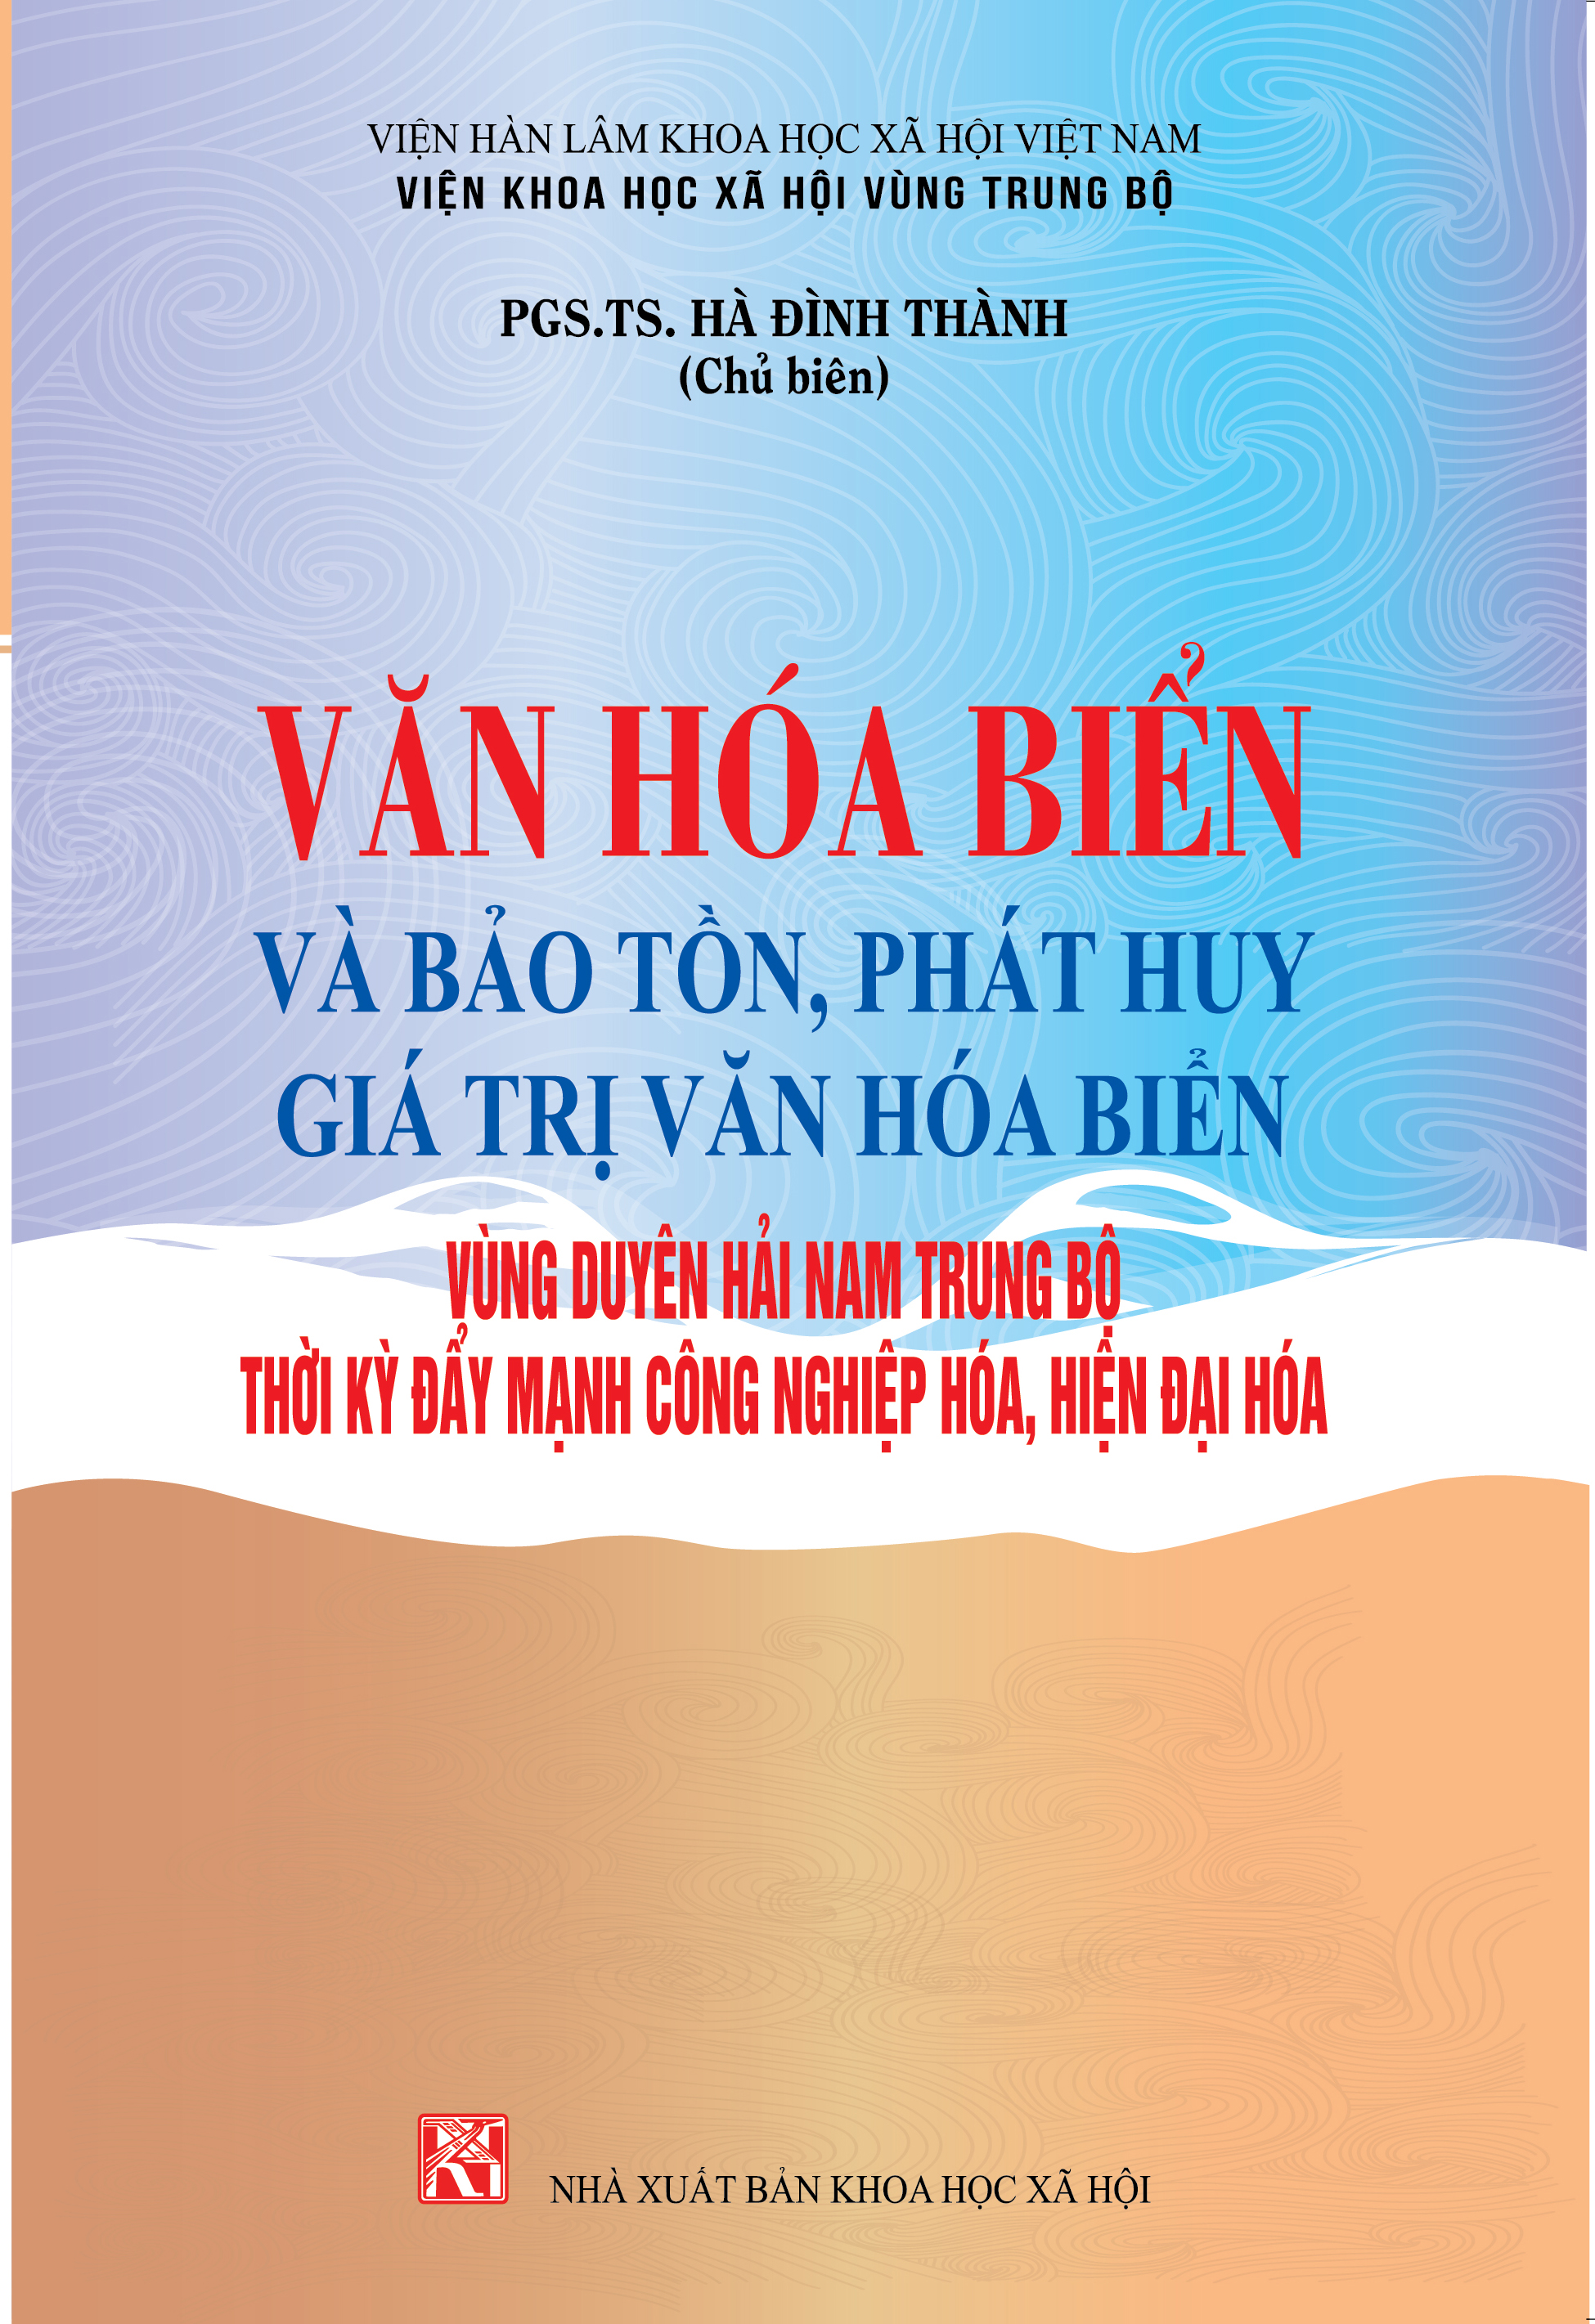 VIỆN HÀN LÂM KHOA HỌC XÃ HỘI VIỆT NAM
VIỆN KHOA HỌC XÃ HỘI VÙNG TRUNG BỘ
PGS.TS. HÀ ĐÌNH THÀNH
(Chủ biên)
VĂN HÓA BIỂN
VÀ BẢO TỒN, PHÁT HUY
GIÁ TRỊ VĂN HÓA BIỂN
VÙNG DUYÊN HẢI NAM TRUNG BỘ
THỜI KỲ ĐẨY MẠNH CÔNG NGHIỆP HÓA, HIỆN ĐẠI HÓA
NHÀ XUẤT BẢN KHOA HỌC XÃ HỘI